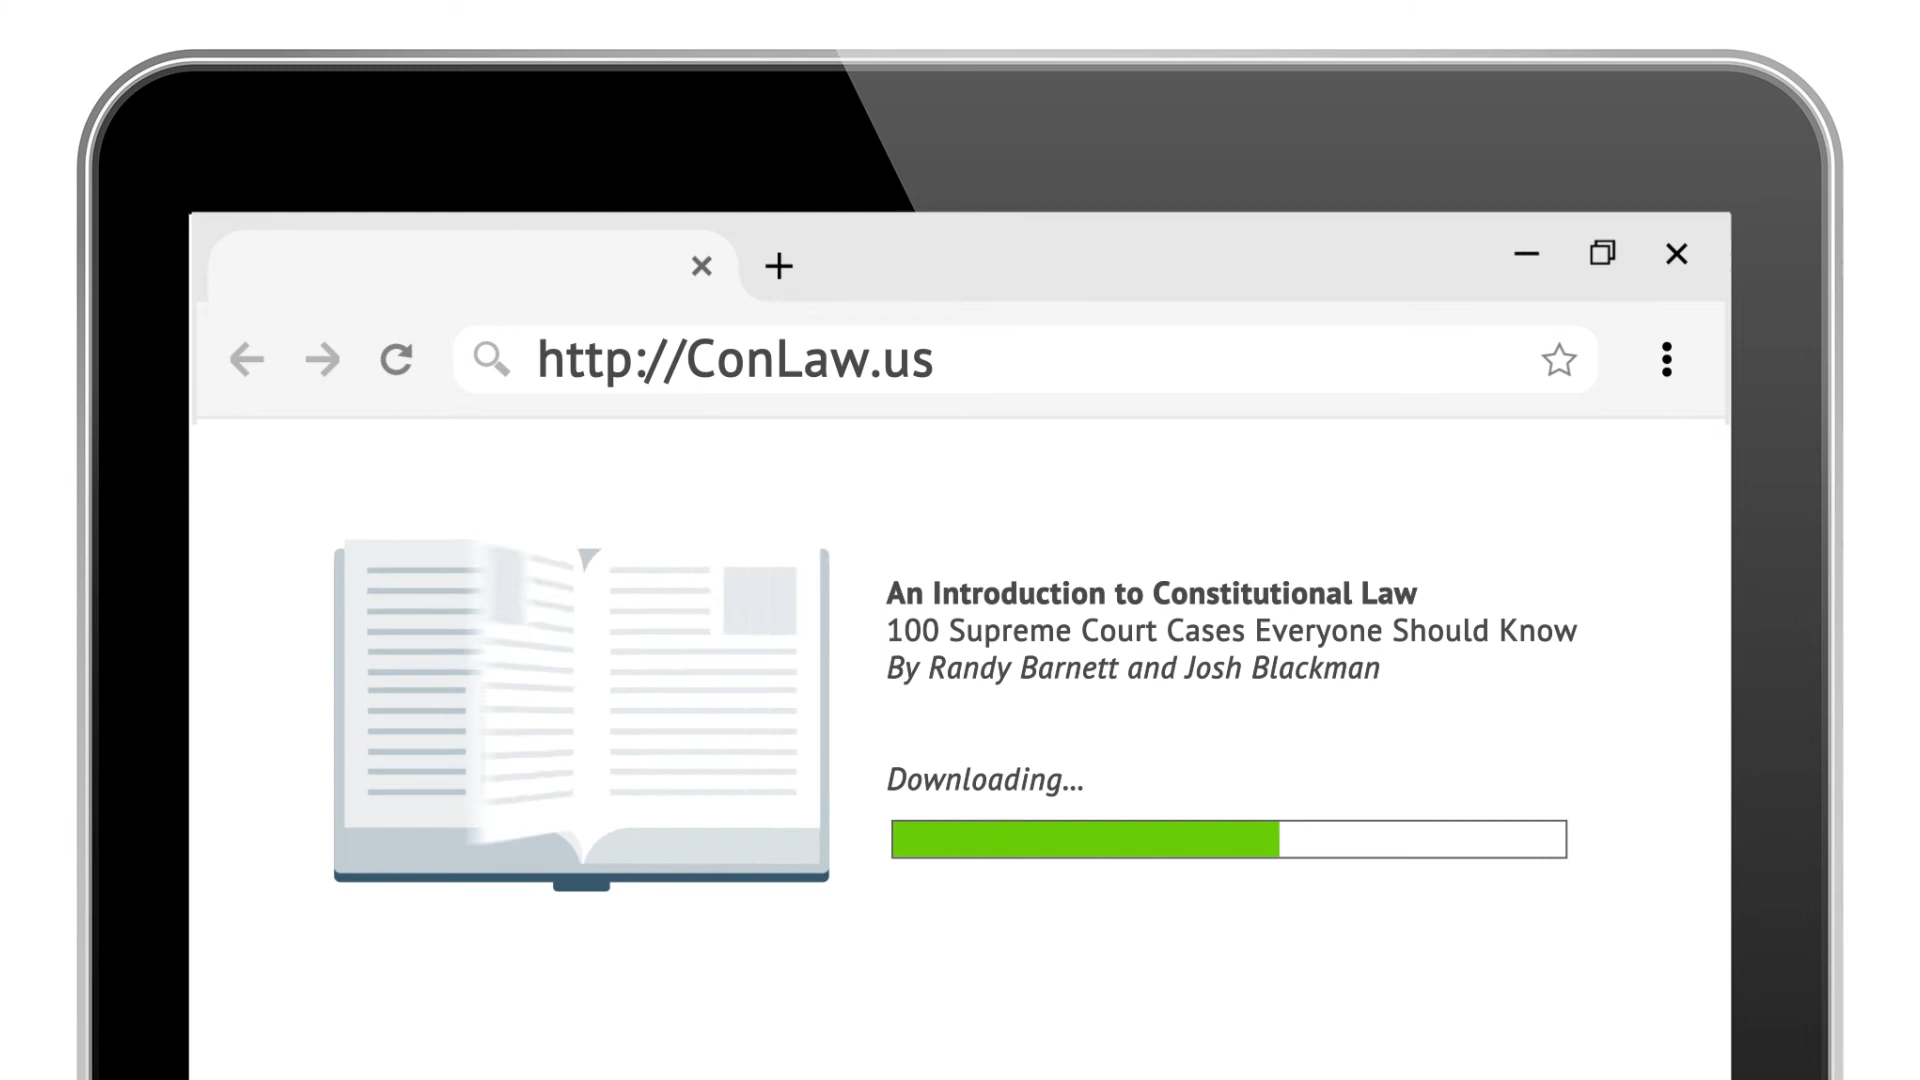 http://ConLaw.us
An Introduction to Constitutional Law
100 Supreme Court Cases Everyone Should Know
By Randy Barnett and Josh Blackman
Downloading...